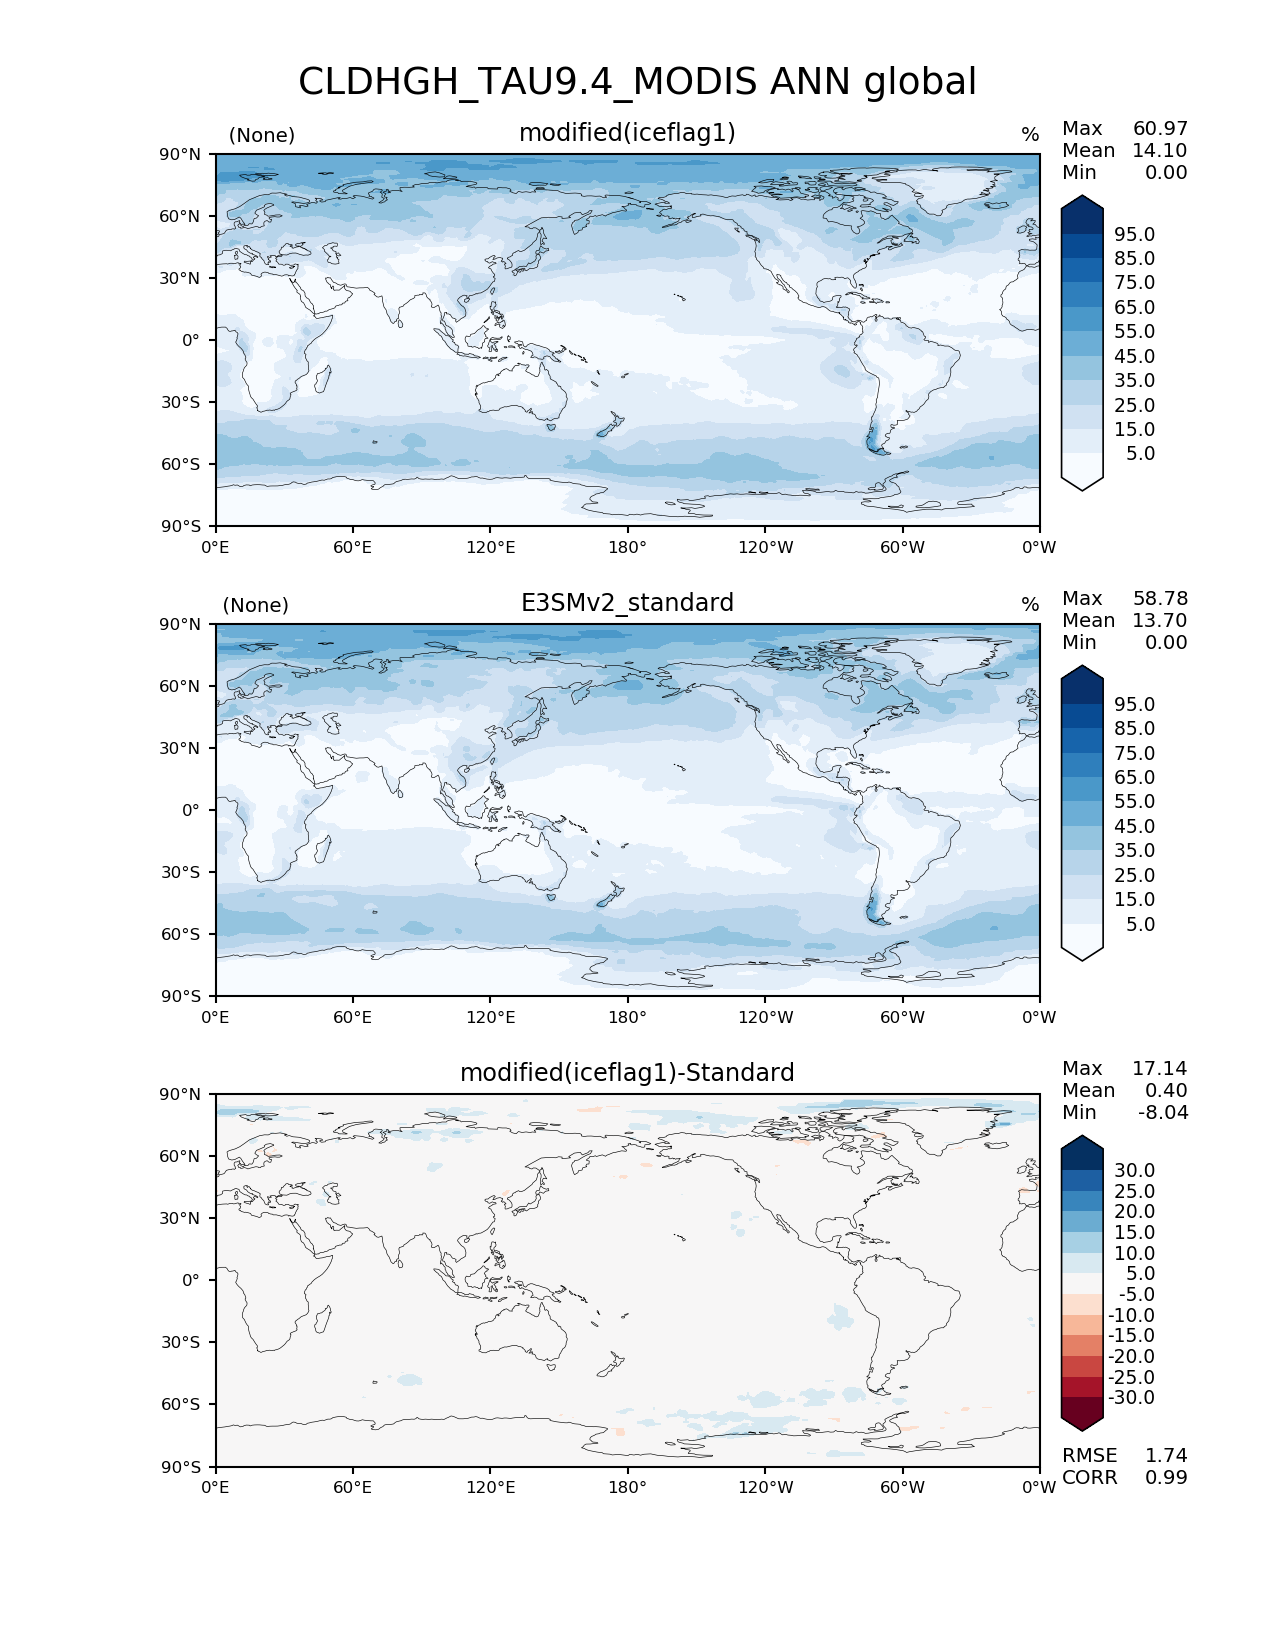 CLDHGH_TAU9.4_MODIS ANN global
(None) modified(iceflag1) %
Max 60.97
Mean 14.10
Min 0.00
95.0
85.0
75.0
65.0
55.0
45.0
35.0
25.0
15.0
5.0
90°N
60°N
30°N
0°
30°S
60°S
90°S
0°E 60°E 120°E 180° 120°W 60°W 0°W
(None) E3SMv2_standard %
Max 58.78
Mean 13.70
Min 0.00
95.0
85.0
75.0
65.0
55.0
45.0
35.0
25.0
15.0
5.0
90°N
60°N
30°N
0°
30°S
60°S
90°S
0°E 60°E 120°E 180° 120°W 60°W 0°W
modified(iceflag1)-Standard
Max 17.14
Mean 0.40
Min -8.04
30.0
25.0
20.0
15.0
10.0
5.0
-5.0
-10.0
-15.0
-20.0
-25.0
-30.0
90°N
60°N
30°N
0°
30°S
60°S
90°S
0°E 60°E 120°E 180° 120°W 60°W 0°W
RMSE 1.74
CORR 0.99